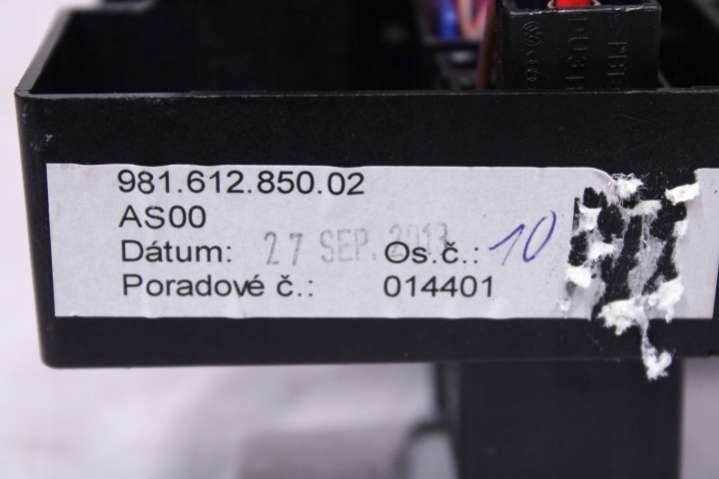 981.612.850.02
AS00
Dátum: 27 SEP. 2013 Os.č.: 10
Poradové č.: 014401